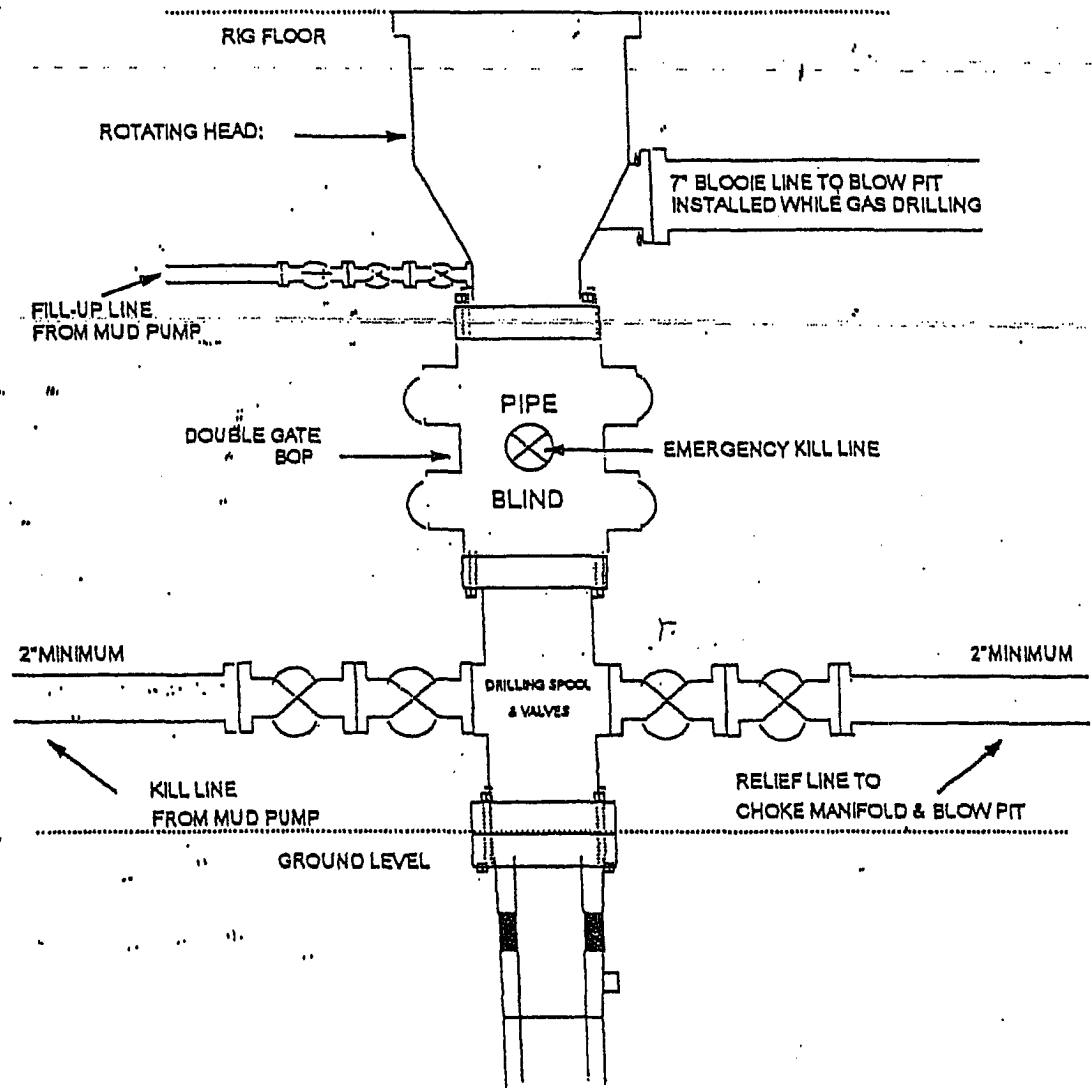 RIG FLOOR
ROTATING HEAD:
7" BLOOIE LINE TO BLOW PIT
INSTALLED WHILE GAS DRILLING
FILL-UP LINE
FROM MUD PUMP
PIPE
DOUBLE GATE
BOP
EMERGENCY KILL LINE
BLIND
2" MINIMUM
2" MINIMUM
DRILLING SPOOL
& VALVES
KILL LINE
FROM MUD PUMP
RELIEF LINE TO
CHOKE MANIFOLD & BLOW PIT
GROUND LEVEL